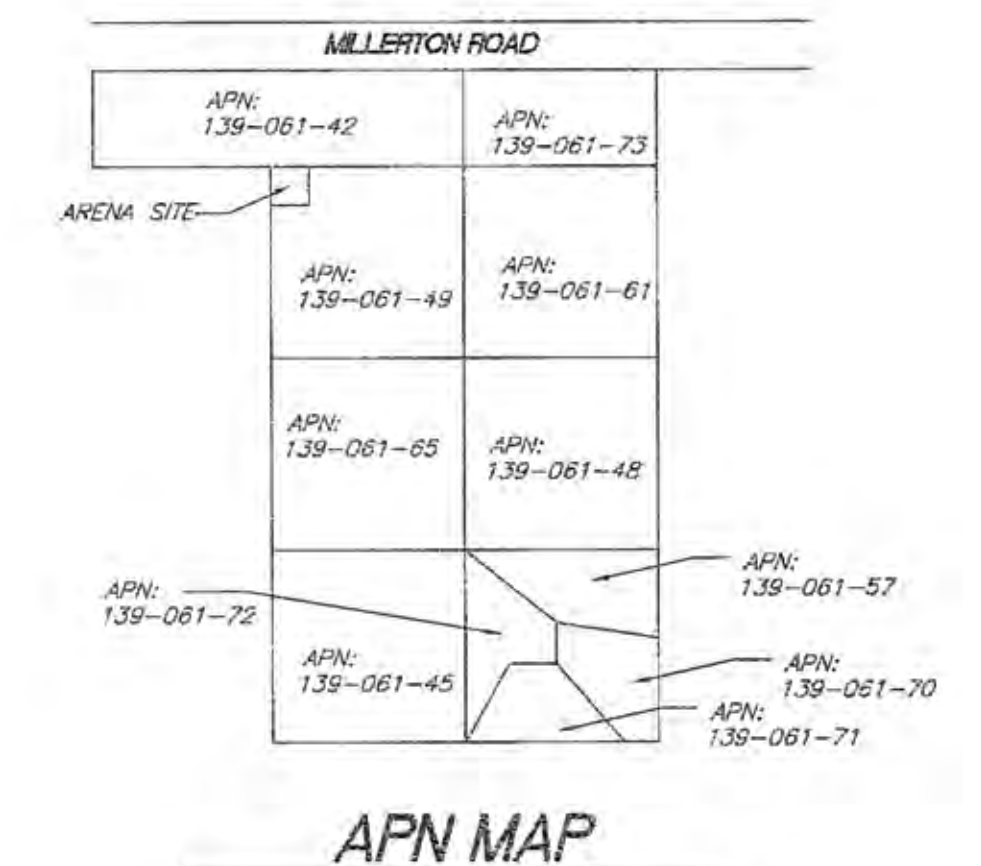 MILLERTON ROAD
APN:
139-061-42
APN:
139-061-73
ARENA SITE
APN:
139-061-49
APN:
139-061-61
APN:
139-061-65
APN:
139-061-48
APN:
139-061-57
APN:
139-061-72
APN:
139-061-45
APN:
139-061-70
APN:
139-061-71
APN MAP